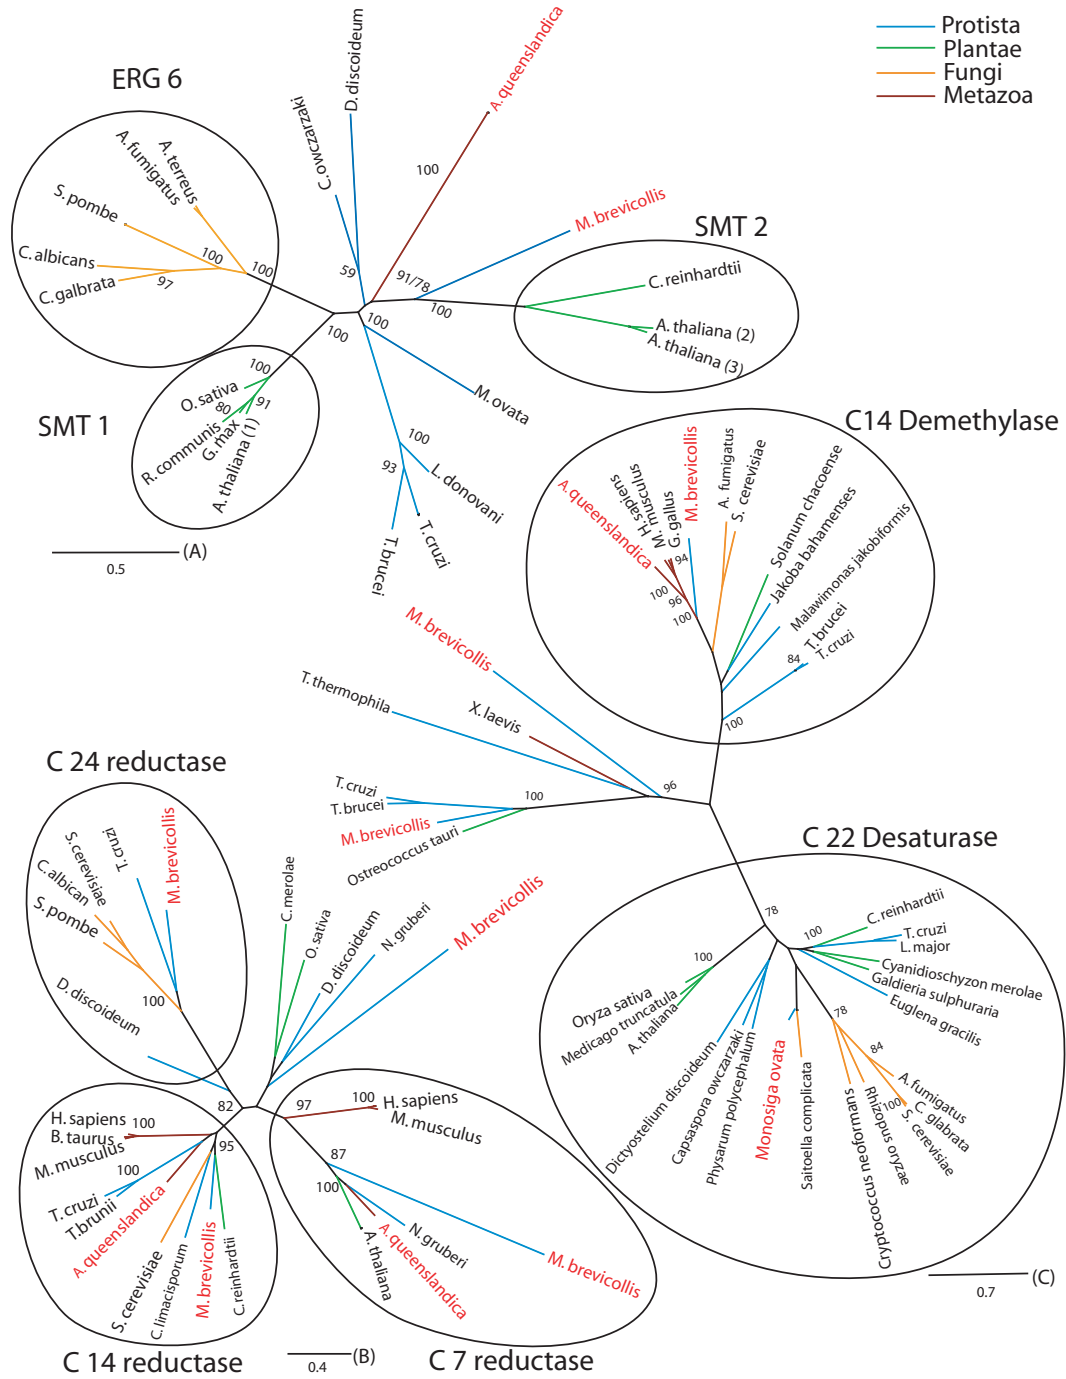 Protista
Plantae
Fungi
Metazoa
ERG 6
A. terreus
A. fumigatus
S. pombe
C. albicans
C. galbrata
100
100
97
C. owczarzaki
D. discoideum
A. queenslandica
100
59
91/78
100
M. brevicollis
SMT 2
C. reinhardtii
A. thaliana (2)
A. thaliana (3)
100
100
SMT 1
100
O. sativa
80
91
R. communis
G. max
A. thaliana (1)
M. ovata
100
93
L. donovani
T. cruzi
T. brucei
0.5
(A)
C14 Demethylase
A. queenslandica
H. sapiens
M. musculus
G. gallus
M. brevicollis
A. fumigatus
S. cerevisiae
Solanum chacoense
Jakoba bahamenses
Malawimonas jakobiformis
T. brucei
T. cruzi
94
100
96
100
84
100
M. brevicollis
T. thermophila
X. laevis
96
T. cruzi
T. brucei
100
M. brevicollis
Ostreococcus tauri
C 24 reductase
S. cerevisiae
T. cruzi
M. brevicollis
C. albican
S. pombe
D. discoideum
100
C. merolae
O. sativa
D. discoideum
N. gruberi
M. brevicollis
82
97
95
C 22 Desaturase
78
100
C. reinhardtii
T. cruzi
L. major
Cyanidioschyzon merolae
Galdieria sulphuraria
Euglena gracilis
100
Oryza sativa
Medicago truncatula
A. thaliana
Dictyostelium discoideum
Capsaspora owczarzaki
Physarum polycephalum
Monosiga ovata
Saitoella complicata
78
84
100
A. fumigatus
C. glabrata
S. cerevisiae
Rhizopus oryzae
Cryptococcus neoformans
0.7
(C)
H. sapiens
B. taurus
M. musculus
100
100
T. cruzi
T.brunii
A. queenslandica
S. cerevisiae
C. limacisporum
M. brevicollis
C. reinhardtii
C 14 reductase
100
H. sapiens
M. musculus
87
100
A. thaliana
A. queenslandica
N. gruberi
M. brevicollis
C 7 reductase
0.4
(B)